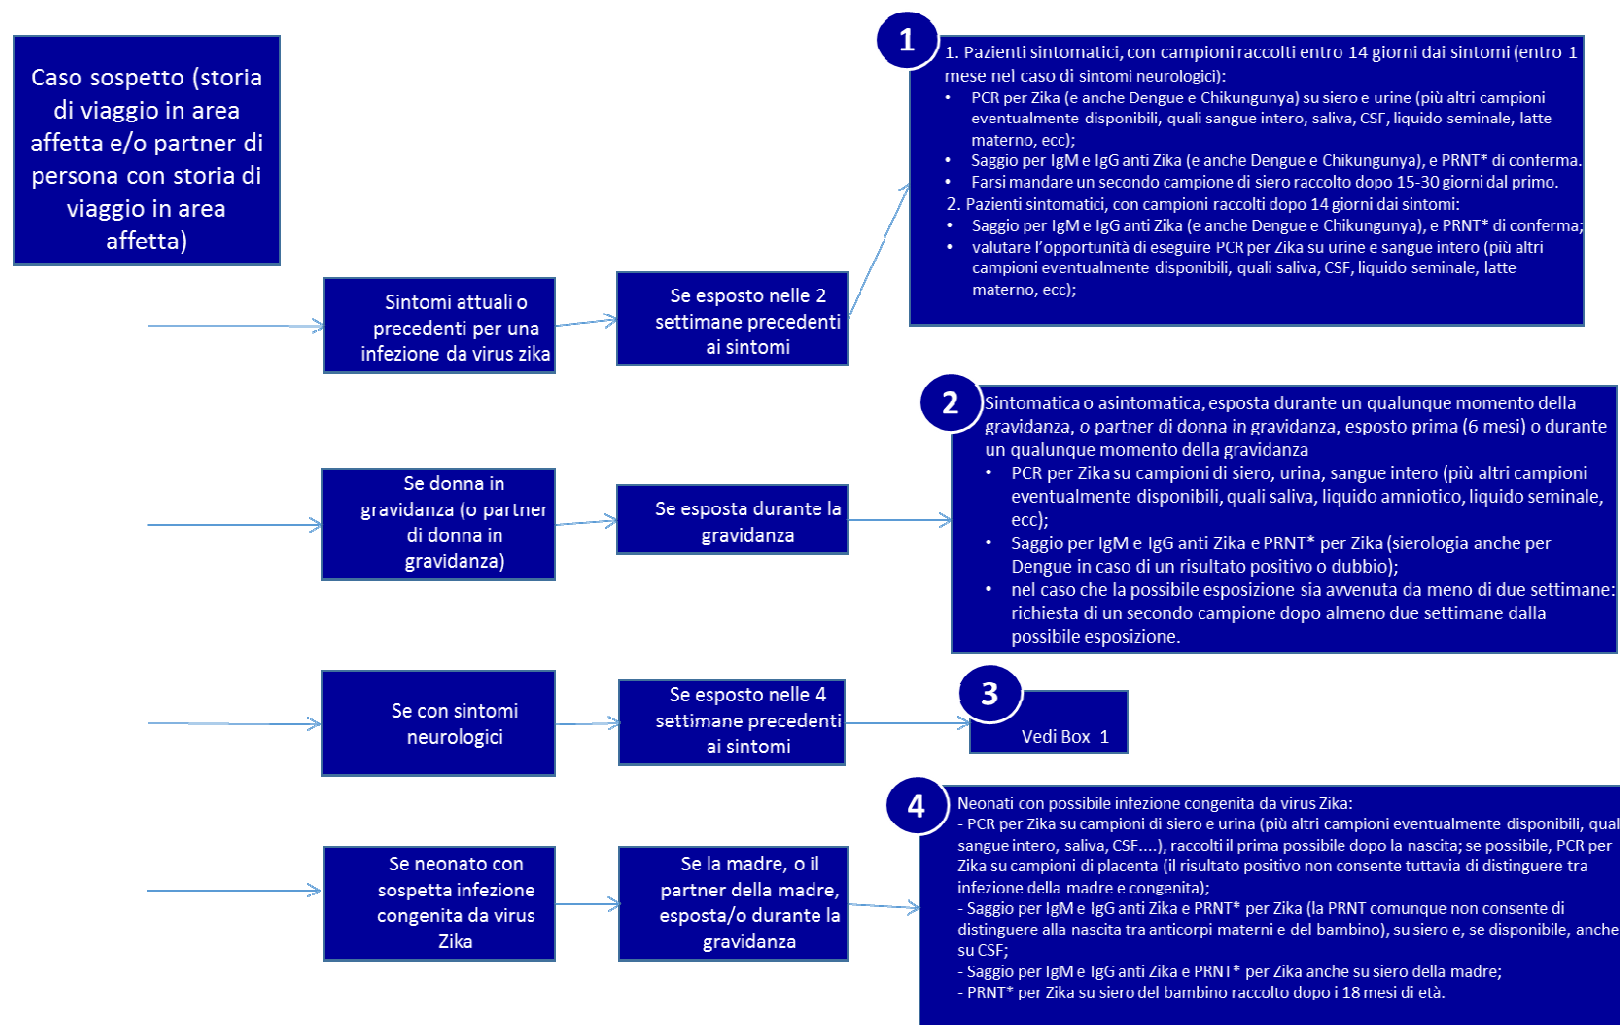 Caso sospetto (storia
di viaggio in area
affetta e/o partner di
persona con storia di
viaggio in area
affetta)
Sintomi attuali o
precedenti per una
infezione da virus zika
Se esposto nelle 2
settimane precedenti
ai sintomi
1
1. Pazienti sintomatici, con campioni raccolti entro 14 giorni dai sintomi (entro 1
mese nel caso di sintomi neurologici):
• PCR per Zika (e anche Dengue e Chikungunya) su siero e urine (più altri campioni
eventualmente disponibili, quali sangue intero, saliva, CSF, liquido seminale, latte
materno, ecc);
• Saggio per IgM e IgG anti Zika (e anche Dengue e Chikungunya), e PRNT* di conferma.
• Farsi mandare un secondo campione di siero raccolto dopo 15-30 giorni dal primo.
2. Pazienti sintomatici, con campioni raccolti dopo 14 giorni dai sintomi:
• Saggio per IgM e IgG anti Zika (e anche Dengue e Chikungunya), e PRNT* di conferma;
• valutare l'opportunità di eseguire PCR per Zika su urine e sangue intero (più altri
campioni eventualmente disponibili, quali saliva, CSF, liquido seminale, latte
materno, ecc);
Se donna in
gravidanza (o partner
di donna in
gravidanza)
Se esposta durante la
gravidanza
2
Sintomatica o asintomatica, esposta durante un qualunque momento della
gravidanza, o partner di donna in gravidanza, esposto prima (6 mesi) o durante
un qualunque momento della gravidanza
• PCR per Zika su campioni di siero, urina, sangue intero (più altri campioni
eventualmente disponibili, quali saliva, liquido amniotico, liquido seminale,
ecc);
• Saggio per IgM e IgG anti Zika e PRNT* per Zika (sierologia anche per
Dengue in caso di un risultato positivo o dubbio);
• nel caso che la possibile esposizione sia avvenuta da meno di due settimane:
richiesta di un secondo campione dopo almeno due settimane dalla
possibile esposizione.
Se con sintomi
neurologici
Se esposto nelle 4
settimane precedenti
ai sintomi
3
Vedi Box 1
Se neonato con
sospetta infezione
congenita da virus
Zika
Se la madre, o il
partner della madre,
esposta/o durante la
gravidanza
4
Neonati con possibile infezione congenita da virus Zika:
- PCR per Zika su campioni di siero e urina (più altri campioni eventualmente disponibili, qual
sangue intero, saliva, CSF....), raccolti il prima possibile dopo la nascita; se possibile, PCR per
Zika su campioni di placenta (il risultato positivo non consente tuttavia di distinguere tra
infezione della madre e congenita);
- Saggio per IgM e IgG anti Zika e PRNT* per Zika (la PRNT comunque non consente di
distinguere alla nascita tra anticorpi materni e del bambino), su siero e, se disponibile, anche
su CSF;
- Saggio per IgM e IgG anti Zika e PRNT* per Zika anche su siero della madre;
- PRNT* per Zika su siero del bambino raccolto dopo i 18 mesi di età.